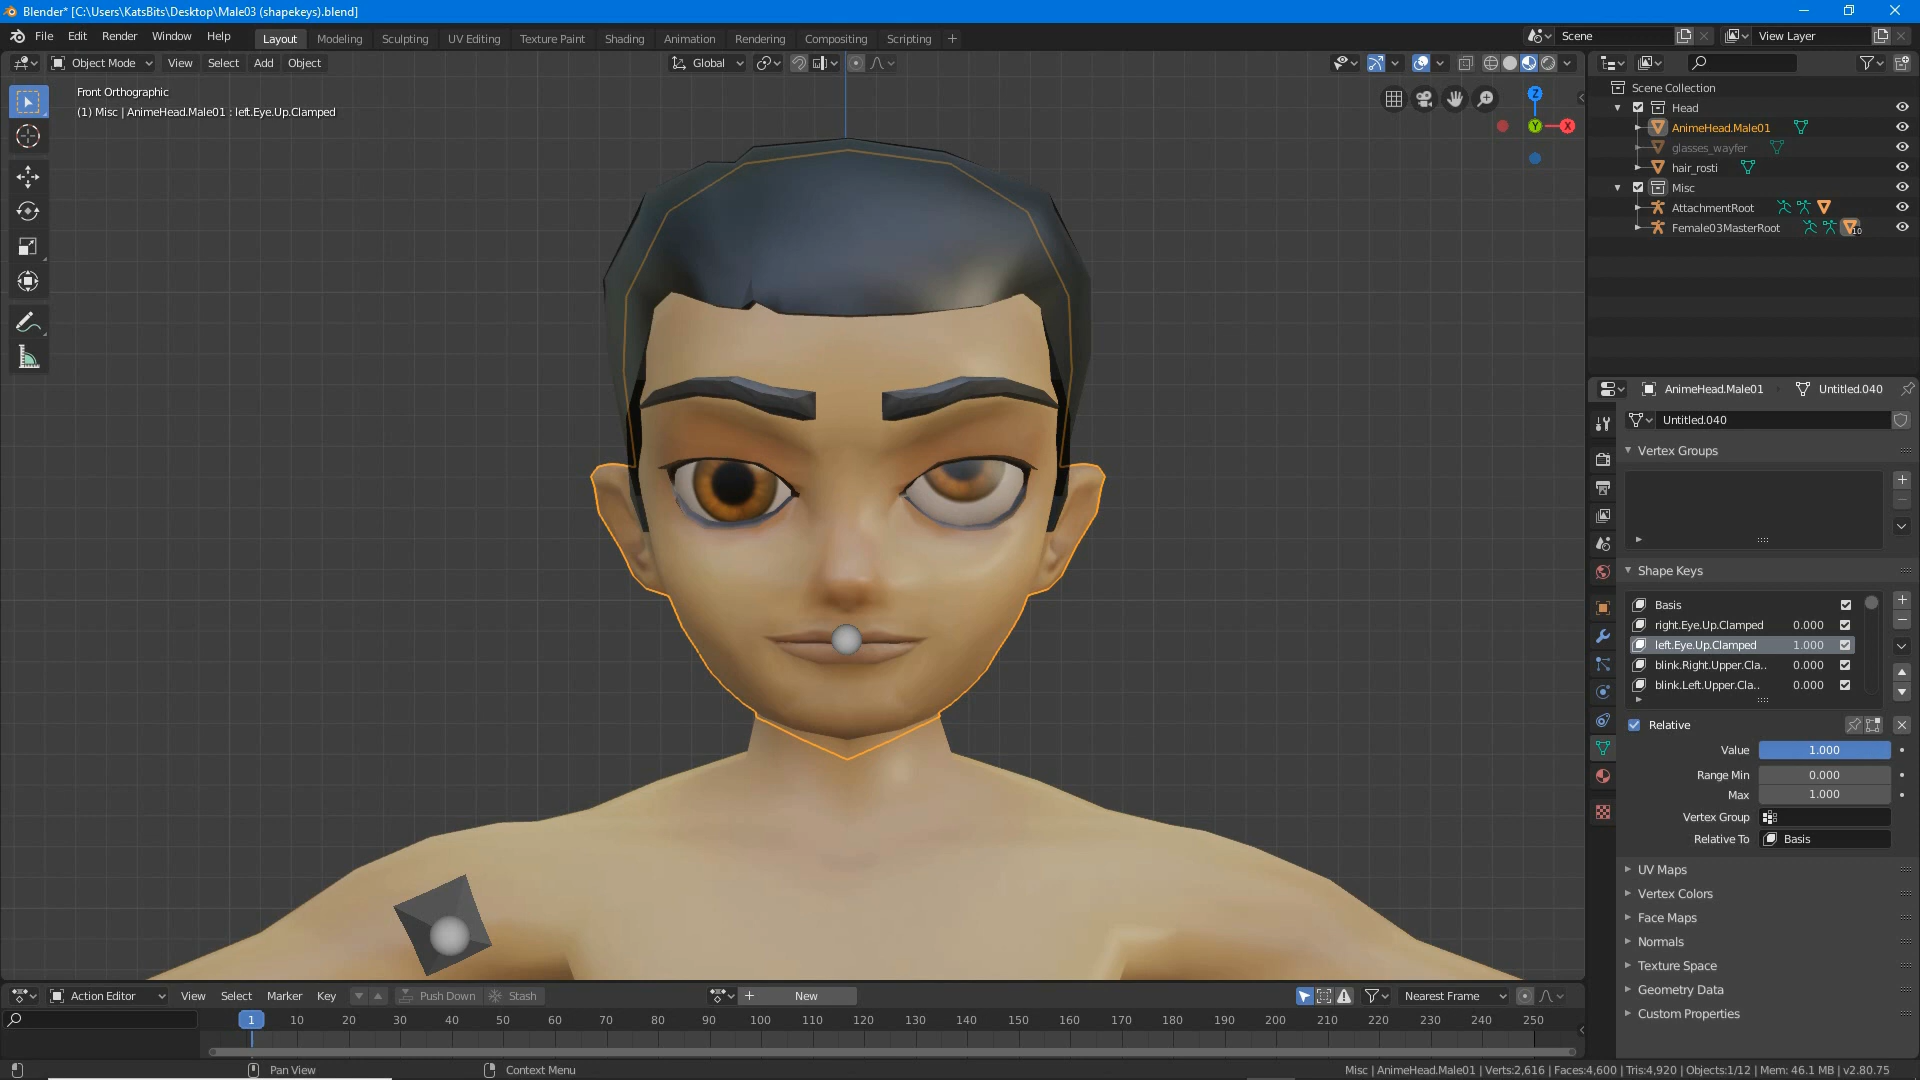 Blender* [C:\Users\KatsBits\Desktop\Male03 (shapekeys).blend]
File Edit Render Window Help Layout Modeling Sculpting UV Editing Texture Paint Shading Animation Rendering Compositing Scripting + Scene View Layer
Object Mode View Select Add Object Global
Front Orthographic
(1) Misc | AnimeHead.Male01 : left.Eye.Up.Clamped
Z
Y
X
Scene Collection
Head
AnimeHead.Male01
glasses_wayfer
hair_rosti
Misc
AttachmentRoot
Female03MasterRoot 10
AnimeHead.Male01 Untitled.040
Untitled.040
Vertex Groups
Shape Keys
Basis
right.Eye.Up.Clamped 0.000
left.Eye.Up.Clamped 1.000
blink.Right.Upper.Cla.. 0.000
blink.Left.Upper.Cla.. 0.000
Relative
Value 1.000
Range Min 0.000
Max 1.000
Vertex Group
Relative To Basis
UV Maps
Vertex Colors
Face Maps
Normals
Texture Space
Geometry Data
Custom Properties
Action Editor View Select Marker Key Push Down Stash + New Nearest Frame
1 10 20 30 40 50 60 70 80 90 100 110 120 130 140 150 160 170 180 190 200 210 220 230 240 250
Pan View Context Menu Misc | AnimeHead.Male01 | Verts:2,616 | Faces:4,600 | Tris:4,920 | Objects:1/12 | Mem: 46.1 MB | v2.80.75